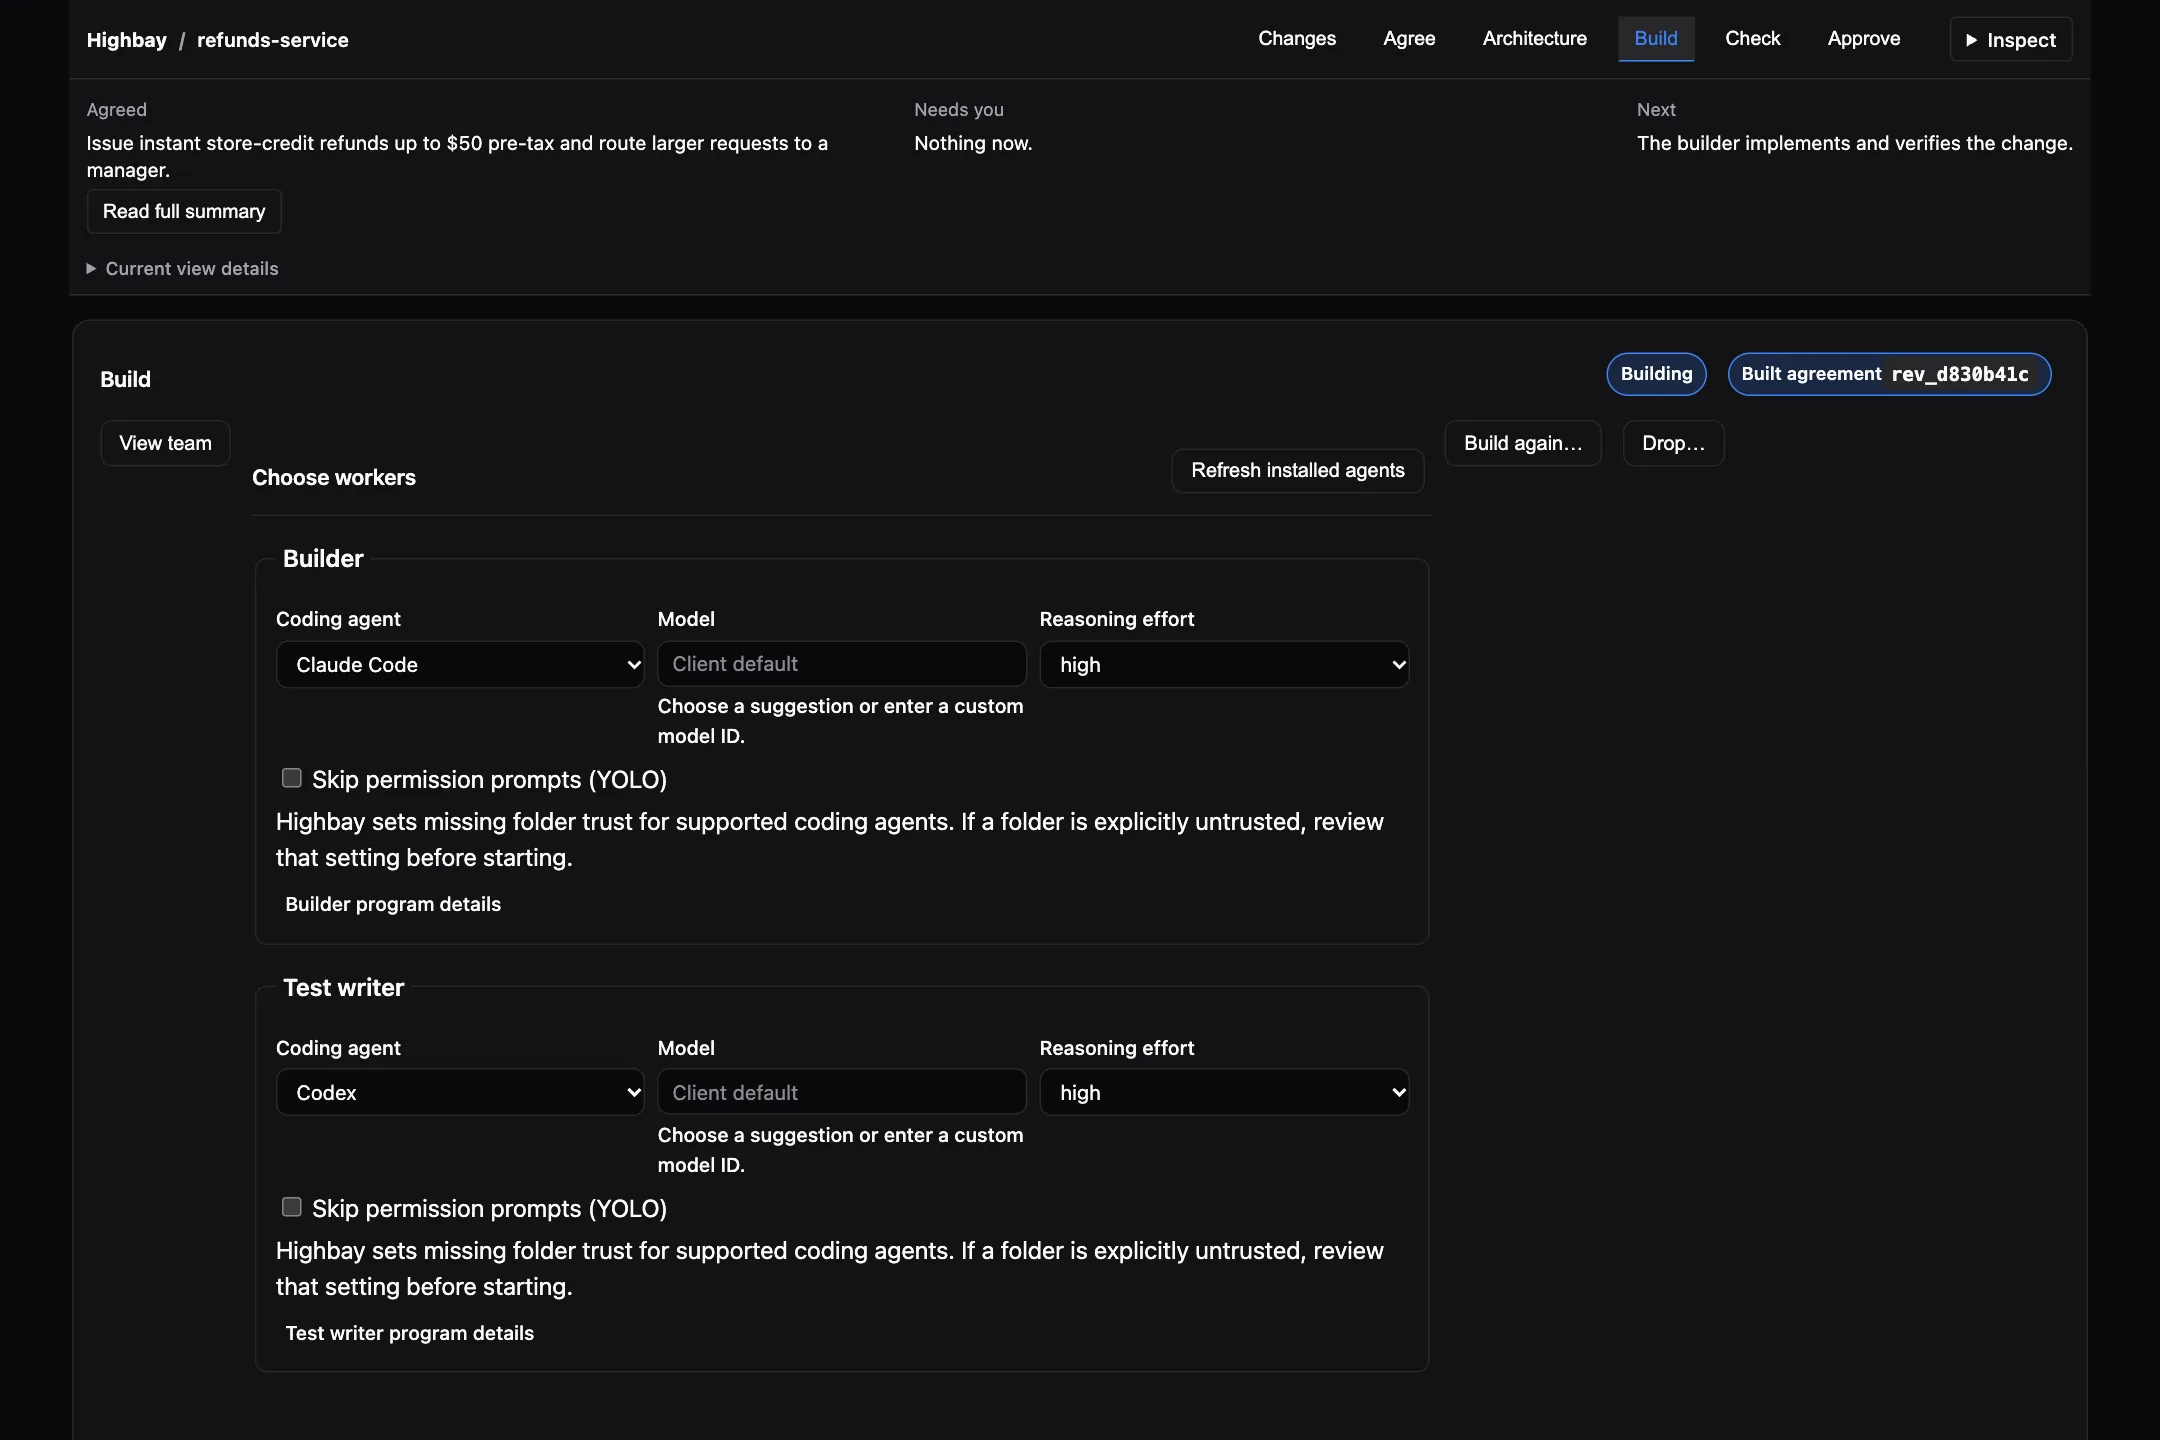 Highbay / refunds-service
Changes
Agree
Architecture
Build
Check
Approve
▶ Inspect
Agreed
Issue instant store-credit refunds up to $50 pre-tax and route larger requests to a
manager.
Read full summary
Needs you
Nothing now.
Next
The builder implements and verifies the change.
▶ Current view details
Build
Building
Built agreement rev_d830b41c
View team
Choose workers
Refresh installed agents
Build again…
Drop…
Builder
Coding agent
Claude Code
Model
Client default
Choose a suggestion or enter a custom
model ID.
Reasoning effort
high
Skip permission prompts (YOLO)
Highbay sets missing folder trust for supported coding agents. If a folder is explicitly untrusted, review
that setting before starting.
Builder program details
Test writer
Coding agent
Codex
Model
Client default
Choose a suggestion or enter a custom
model ID.
Reasoning effort
high
Skip permission prompts (YOLO)
Highbay sets missing folder trust for supported coding agents. If a folder is explicitly untrusted, review
that setting before starting.
Test writer program details